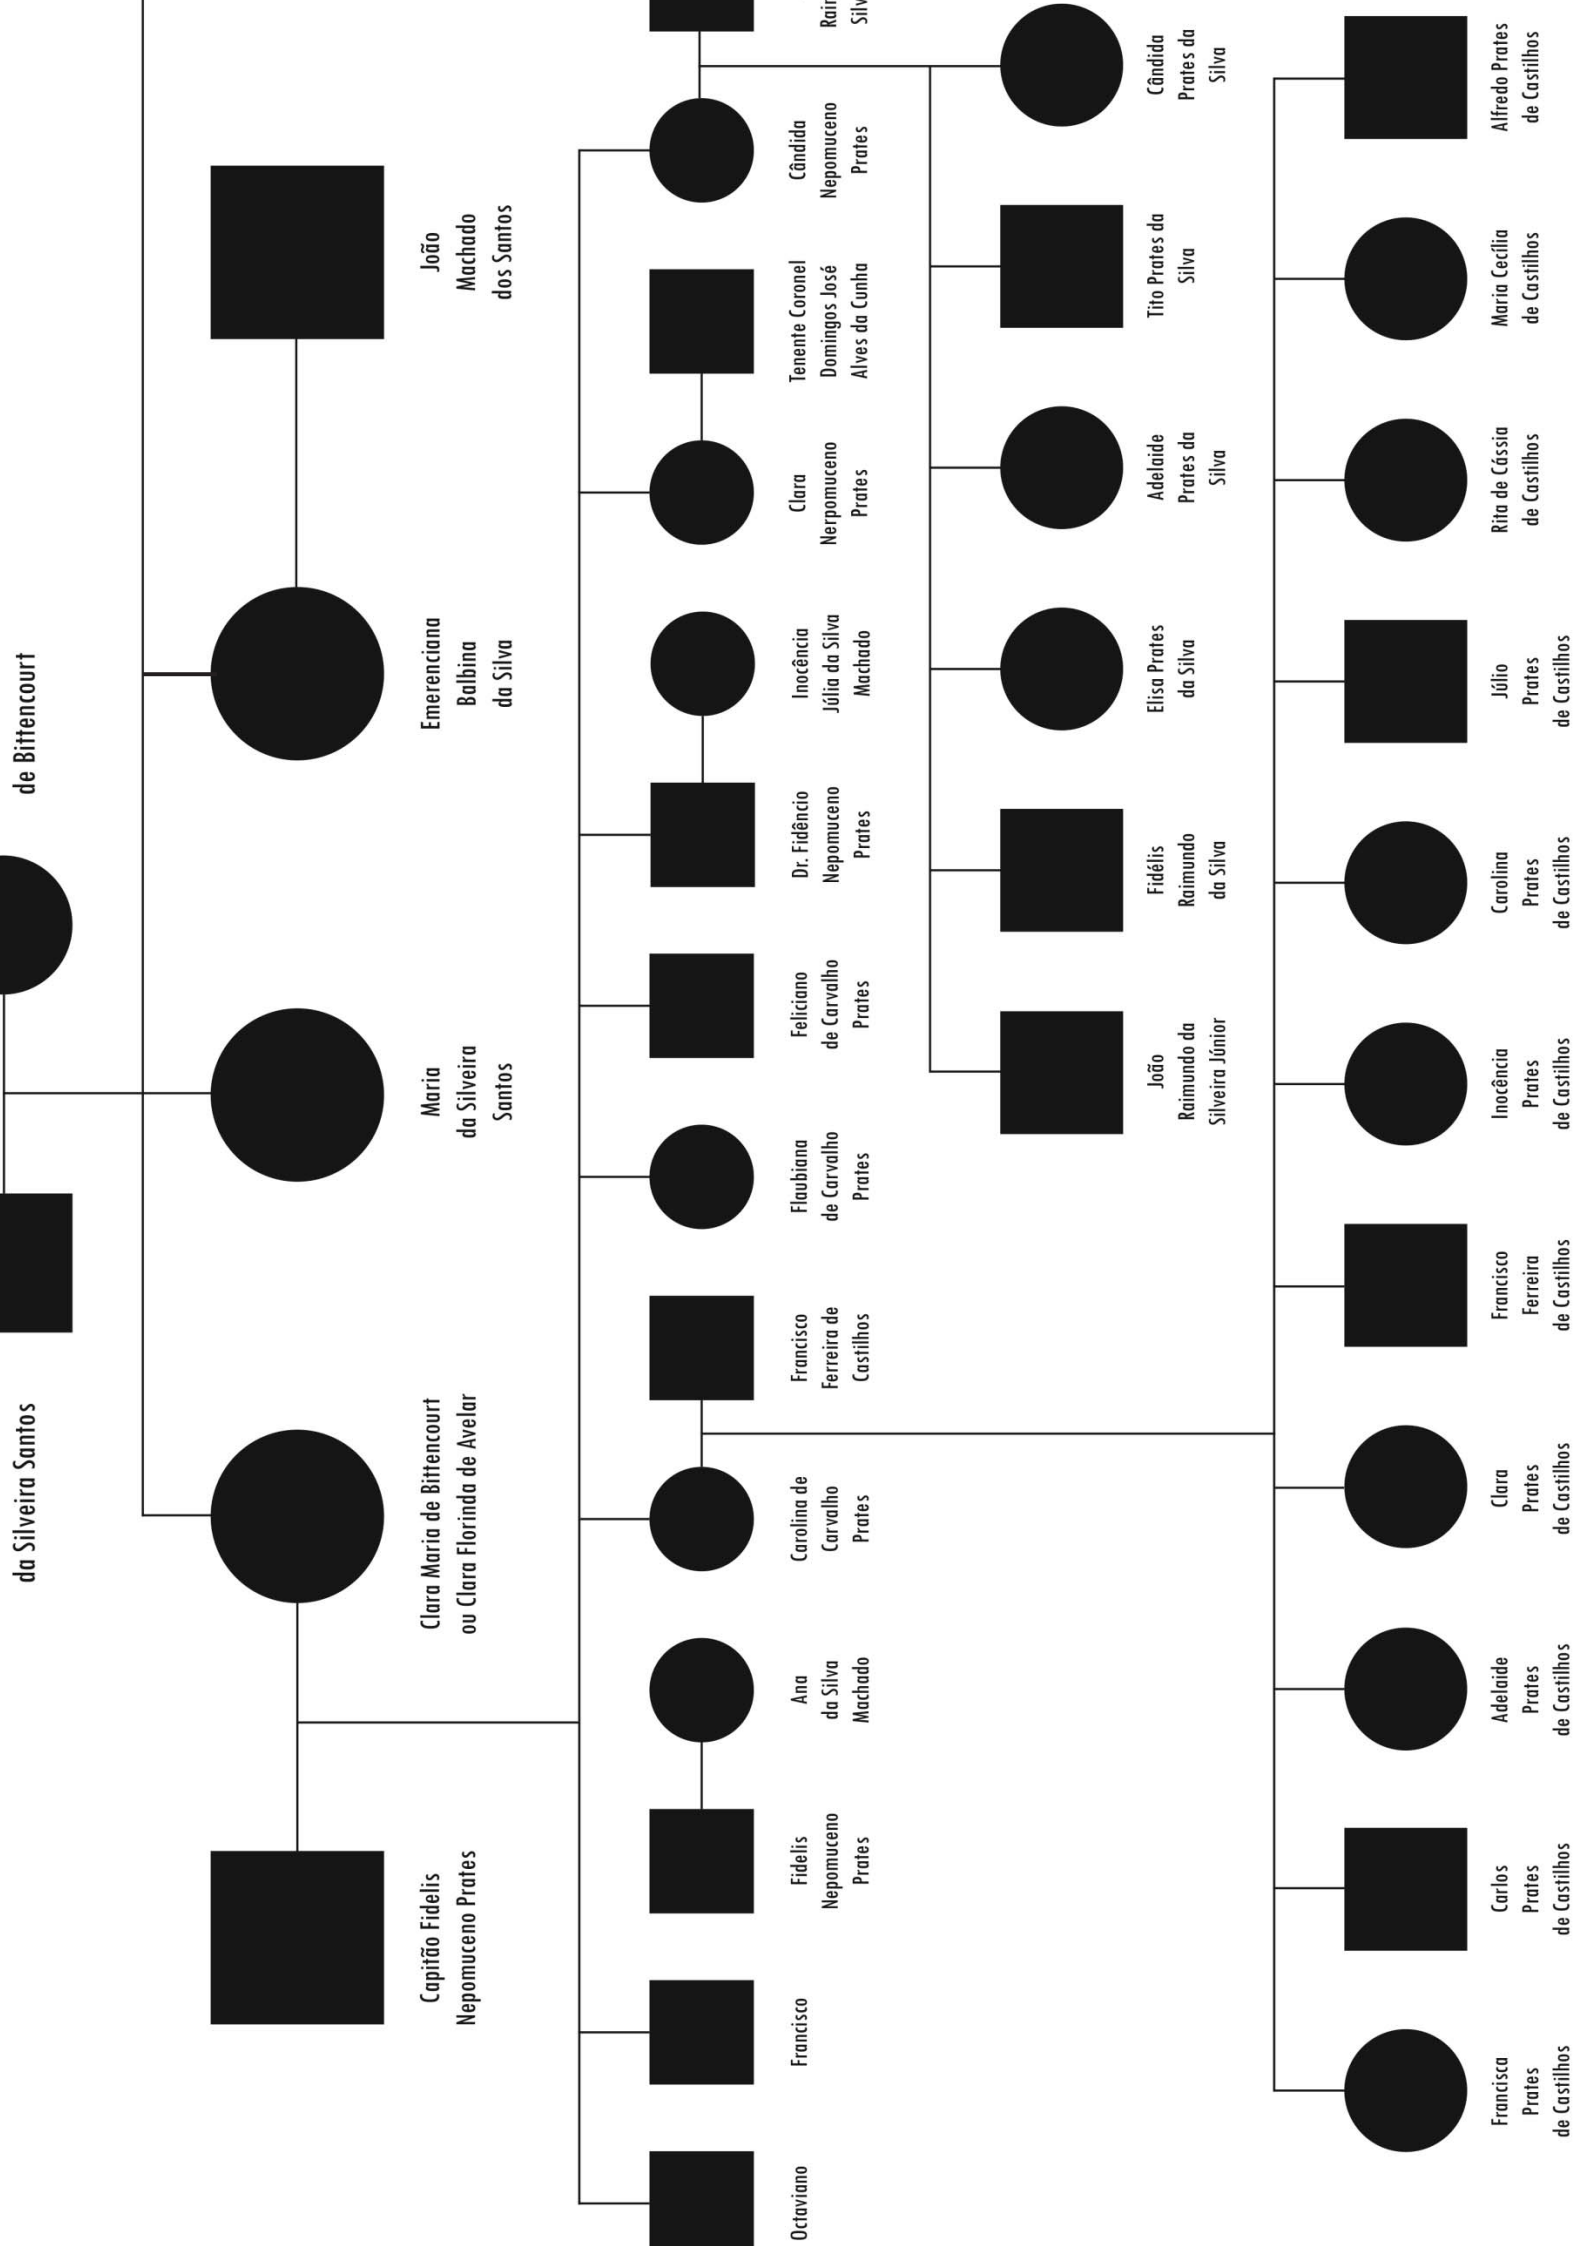 da Silveira Santos
de Bittencourt
Capitão Fidelis
Nepomuceno Prates
Clara Maria de Bittencourt
ou Clara Florinda de Avelar
Maria
da Silveira
Santos
Emerenciana
Balbina
da Silva
João
Machado
dos Santos
Octaviano
Francisco
Fidelis
Nepomuceno
Prates
Ana
da Silva
Machado
Carolina de
Carvalho
Prates
Francisco
Ferreira de
Castilhos
Flaubiana
de Carvalho
Prates
Feliciano
de Carvalho
Prates
Dr. Fidêncio
Nepomuceno
Prates
Inocência
Júlia da Silva
Machado
Clara
Nerpomuceno
Prates
Tenente Coronel
Domingos José
Alves da Cunha
Cândida
Nepomuceno
Prates
João
Raimundo da
Silveira Júnior
Fidélis
Raimundo
da Silva
Elisa Prates
da Silva
Adelaide
Prates da
Silva
Tito Prates da
Silva
Cândida
Prates da
Silva
Francisca
Prates
de Castilhos
Carlos
Prates
de Castilhos
Adelaide
Prates
de Castilhos
Clara
Prates
de Castilhos
Francisco
Ferreira
de Castilhos
Inocência
Prates
de Castilhos
Carolina
Prates
de Castilhos
Júlio
Prates
de Castilhos
Rita de Cássia
de Castilhos
Maria Cecília
de Castilhos
Alfredo Prates
de Castilhos